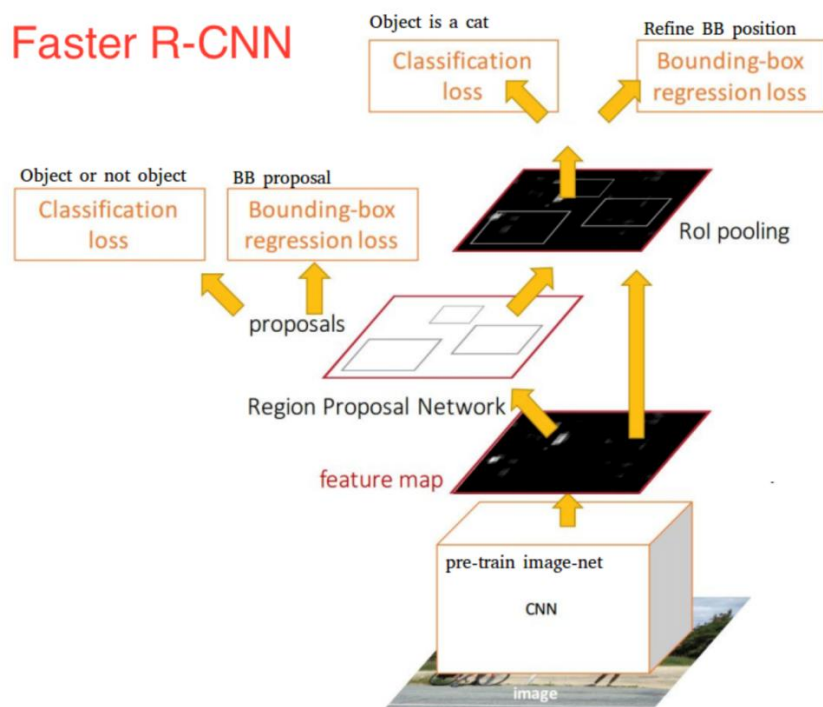 Faster R-CNN
Object is a cat
Classification
loss
Refine BB position
Bounding-box
regression loss
Object or not object
Classification
loss
BB proposal
Bounding-box
regression loss
RoI pooling
proposals
Region Proposal Network
feature map
pre-train image-net
CNN
image